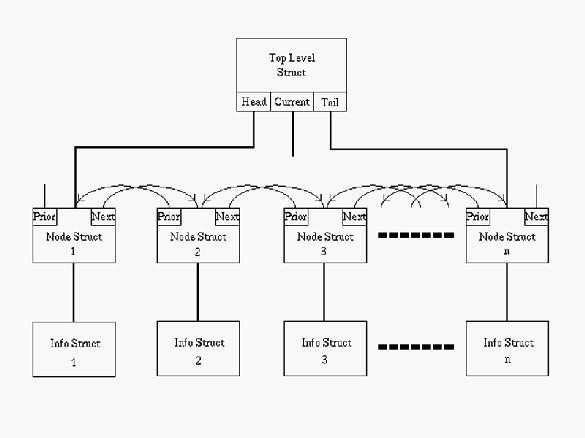 Top Level
Struct
Head Current Tail
Prior Next Prior Next Prior Next Prior Next
Node Struct Node Struct Node Struct Node Struct
1 2 3 n
Info Struct Info Struct Info Struct Info Struct
1 2 3 n